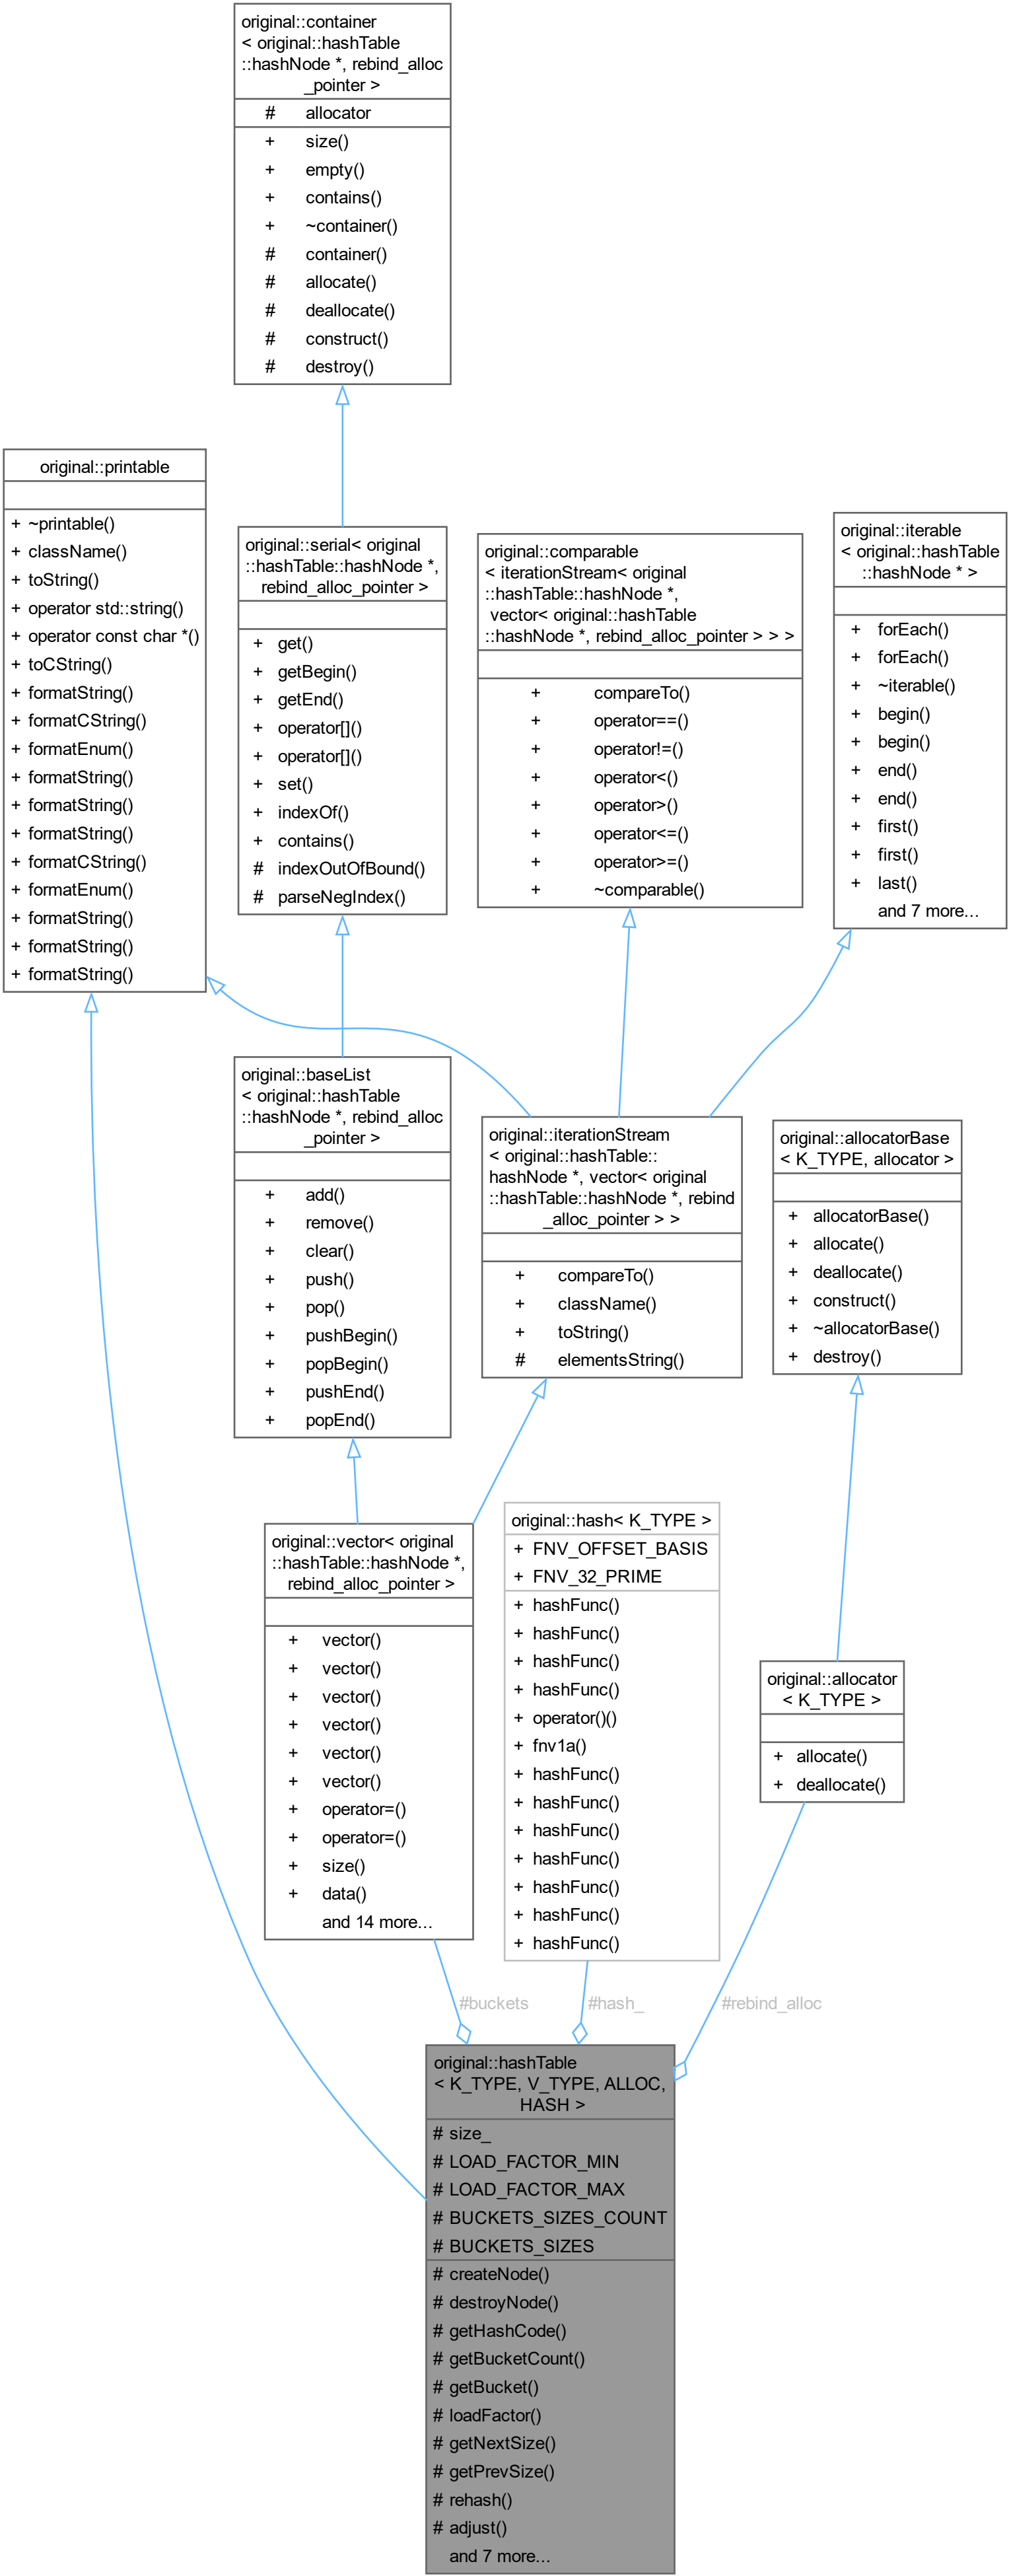 original::container
< original::hashTable
::hashNode *, rebind_alloc
_pointer >
# allocator
+ size()
+ empty()
+ contains()
+ ~container()
# container()
# allocate()
# deallocate()
# construct()
# destroy()
original::printable
+ ~printable()
+ className()
+ toString()
+ operator std::string()
+ operator const char *()
+ toCString()
+ formatString()
+ formatCString()
+ formatEnum()
+ formatString()
+ formatString()
+ formatString()
+ formatCString()
+ formatEnum()
+ formatString()
+ formatString()
+ formatString()
original::serial< original
::hashTable::hashNode *,
rebind_alloc_pointer >
+ get()
+ getBegin()
+ getEnd()
+ operator[]()
+ operator[]()
+ set()
+ indexOf()
+ contains()
# indexOutOfBound()
# parseNegIndex()
original::comparable
< iterationStream< original
::hashTable::hashNode *,
vector< original::hashTable
::hashNode *, rebind_alloc_pointer > > >
+ compareTo()
+ operator==()
+ operator!=()
+ operator<()
+ operator>()
+ operator<=()
+ operator>=()
+ ~comparable()
original::iterable
< original::hashTable
::hashNode * >
+ forEach()
+ forEach()
+ ~iterable()
+ begin()
+ begin()
+ end()
+ end()
+ first()
+ first()
+ last()
and 7 more...
original::baseList
< original::hashTable
::hashNode *, rebind_alloc
_pointer >
+ add()
+ remove()
+ clear()
+ push()
+ pop()
+ pushBegin()
+ popBegin()
+ pushEnd()
+ popEnd()
original::iterationStream
< original::hashTable::
hashNode *, vector< original
::hashTable::hashNode *, rebind
_alloc_pointer > >
+ compareTo()
+ className()
+ toString()
# elementsString()
original::allocatorBase
< K_TYPE, allocator >
+ allocatorBase()
+ allocate()
+ deallocate()
+ construct()
+ ~allocatorBase()
+ destroy()
original::vector< original
::hashTable::hashNode *,
rebind_alloc_pointer >
+ vector()
+ vector()
+ vector()
+ vector()
+ vector()
+ vector()
+ operator=()
+ operator=()
+ size()
+ data()
and 14 more...
original::hash< K_TYPE >
+ FNV_OFFSET_BASIS
+ FNV_32_PRIME
+ hashFunc()
+ hashFunc()
+ hashFunc()
+ hashFunc()
+ operator()()
+ fnv1a()
+ hashFunc()
+ hashFunc()
+ hashFunc()
+ hashFunc()
+ hashFunc()
+ hashFunc()
+ hashFunc()
original::allocator
< K_TYPE >
+ allocate()
+ deallocate()
#buckets
#hash_
#rebind_alloc
original::hashTable
< K_TYPE, V_TYPE, ALLOC,
HASH >
# size_
# LOAD_FACTOR_MIN
# LOAD_FACTOR_MAX
# BUCKETS_SIZES_COUNT
# BUCKETS_SIZES
# createNode()
# destroyNode()
# getHashCode()
# getBucketCount()
# getBucket()
# loadFactor()
# getNextSize()
# getPrevSize()
# rehash()
# adjust()
and 7 more...